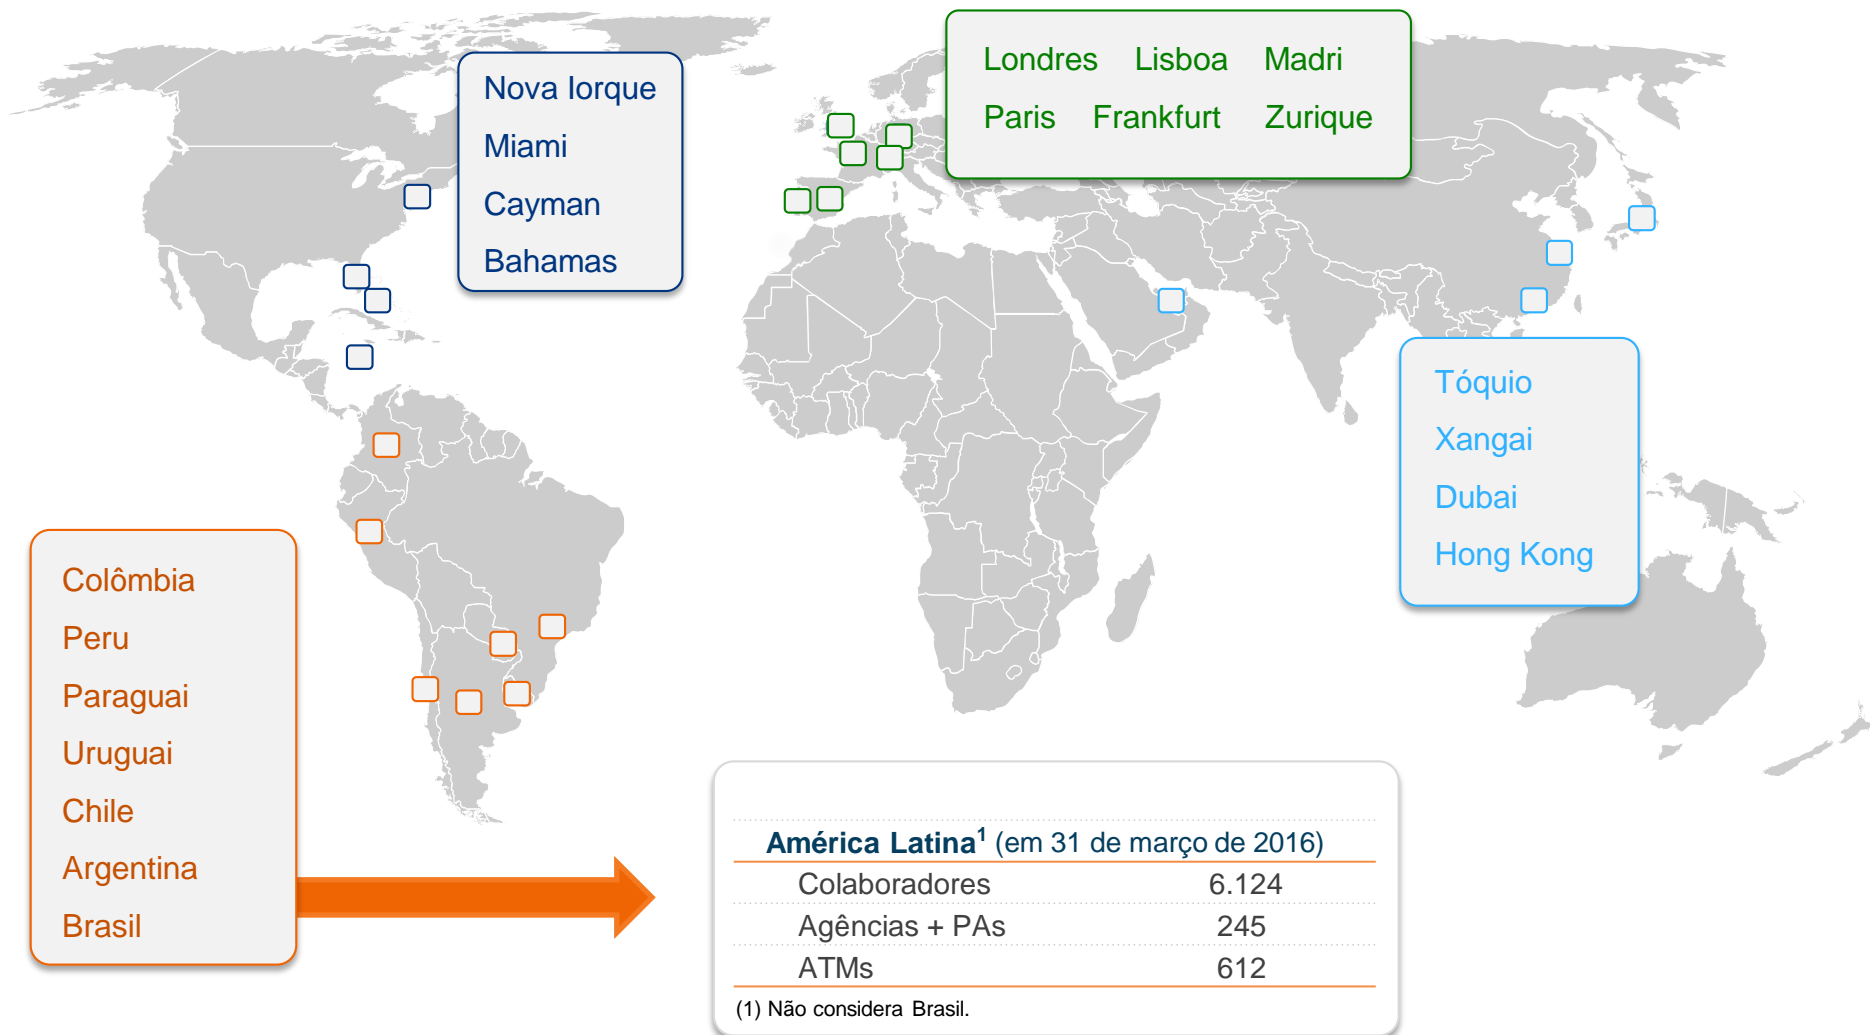 Nova Iorque
Miami
Cayman
Bahamas
Londres Lisboa Madri
Paris Frankfurt Zurique
Tóquio
Xangai
Dubai
Hong Kong
Colômbia
Peru
Paraguai
Uruguai
Chile
Argentina
Brasil
América Latina¹ (em 31 de março de 2016)
Colaboradores 6.124
Agências + PAs 245
ATMs 612
(1) Não considera Brasil.